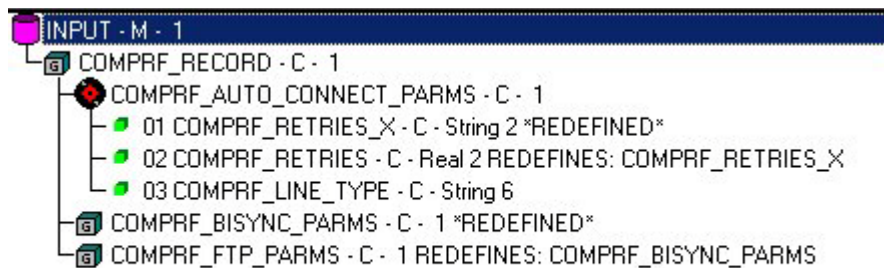 INPUT - M - 1
G COMPRF_RECORD - C - 1
COMPRF_AUTO_CONNECT_PARMS - C - 1
01 COMPRF_RETRIES_X - C - String 2 *REDEFINED*
02 COMPRF_RETRIES - C - Real 2 REDEFINES: COMPRF_RETRIES_X
03 COMPRF_LINE_TYPE - C - String 6
G COMPRF_BISYNC_PARMS - C - 1 *REDEFINED*
G COMPRF_FTP_PARMS - C - 1 REDEFINES: COMPRF_BISYNC_PARMS